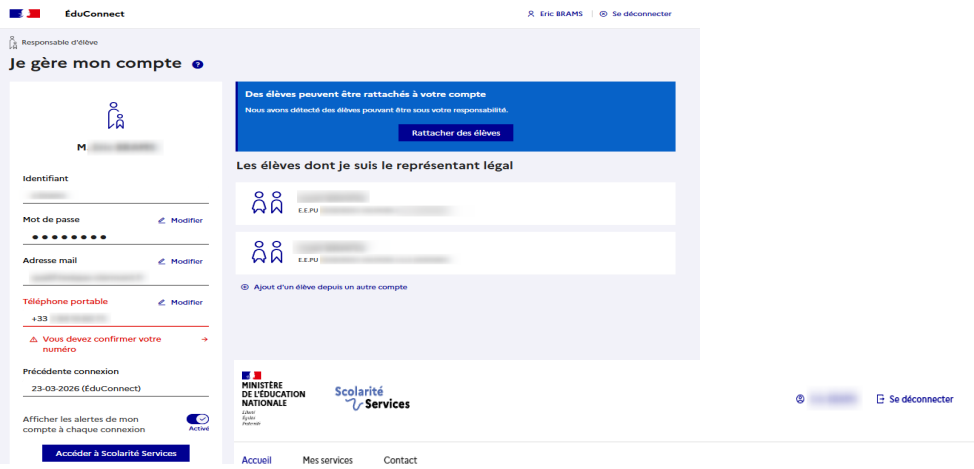 ÉduConnect
Eric BRAMS
Se déconnecter
Responsable d'élève
Je gère mon compte ?
M.
Identifiant
Mot de passe
Modifier
Adresse mail
Modifier
Téléphone portable
Modifier
+33
Vous devez confirmer votre
numéro
Précédente connexion
23-03-2026 (ÉduConnect)
Afficher les alertes de mon
compte à chaque connexion
Activé
Accéder à Scolarité Services
Des élèves peuvent être rattachés à votre compte
Nous avons détecté des élèves pouvant être sous votre responsabilité.
Rattacher des élèves
Les élèves dont je suis le représentant légal
E.E.PU
E.E.PU
Ajout d'un élève depuis un autre compte
MINISTÈRE
DE L'ÉDUCATION
NATIONALE
Liberté
Égalité
Fraternité
Scolarité
Services
Se déconnecter
Accueil
Mes services
Contact